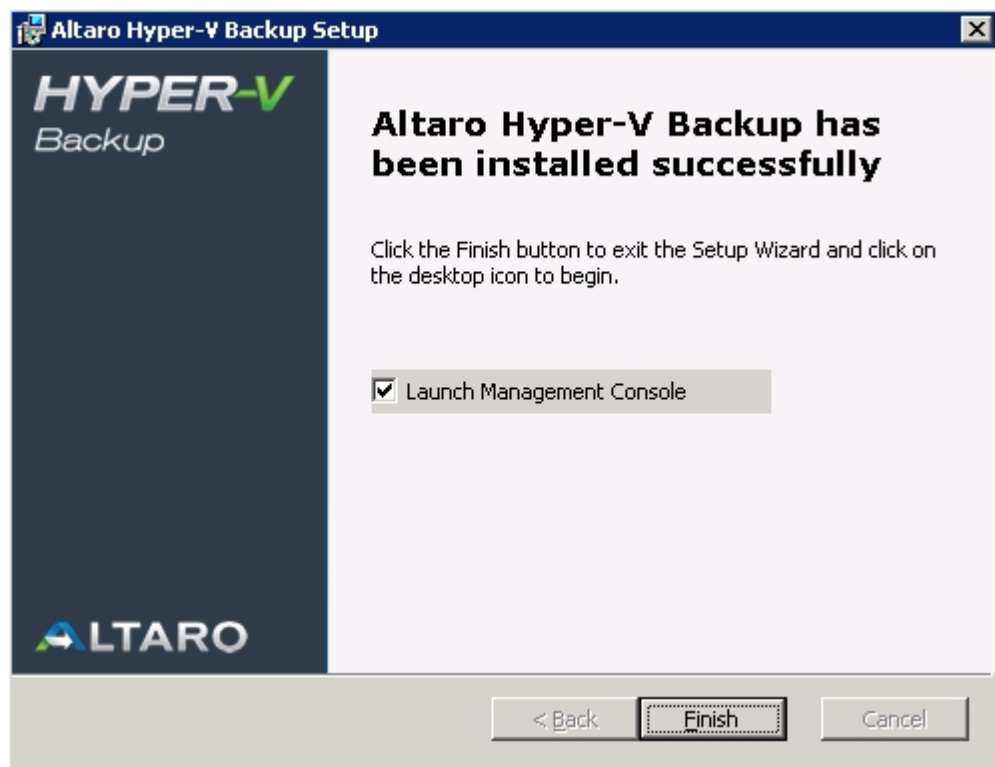 Altaro Hyper-V Backup Setup
HYPER-V
Backup
Altaro Hyper-V Backup has
been installed successfully
Click the Finish button to exit the Setup Wizard and click on
the desktop icon to begin.
Launch Management Console
ALTARO
< Back
Finish
Cancel